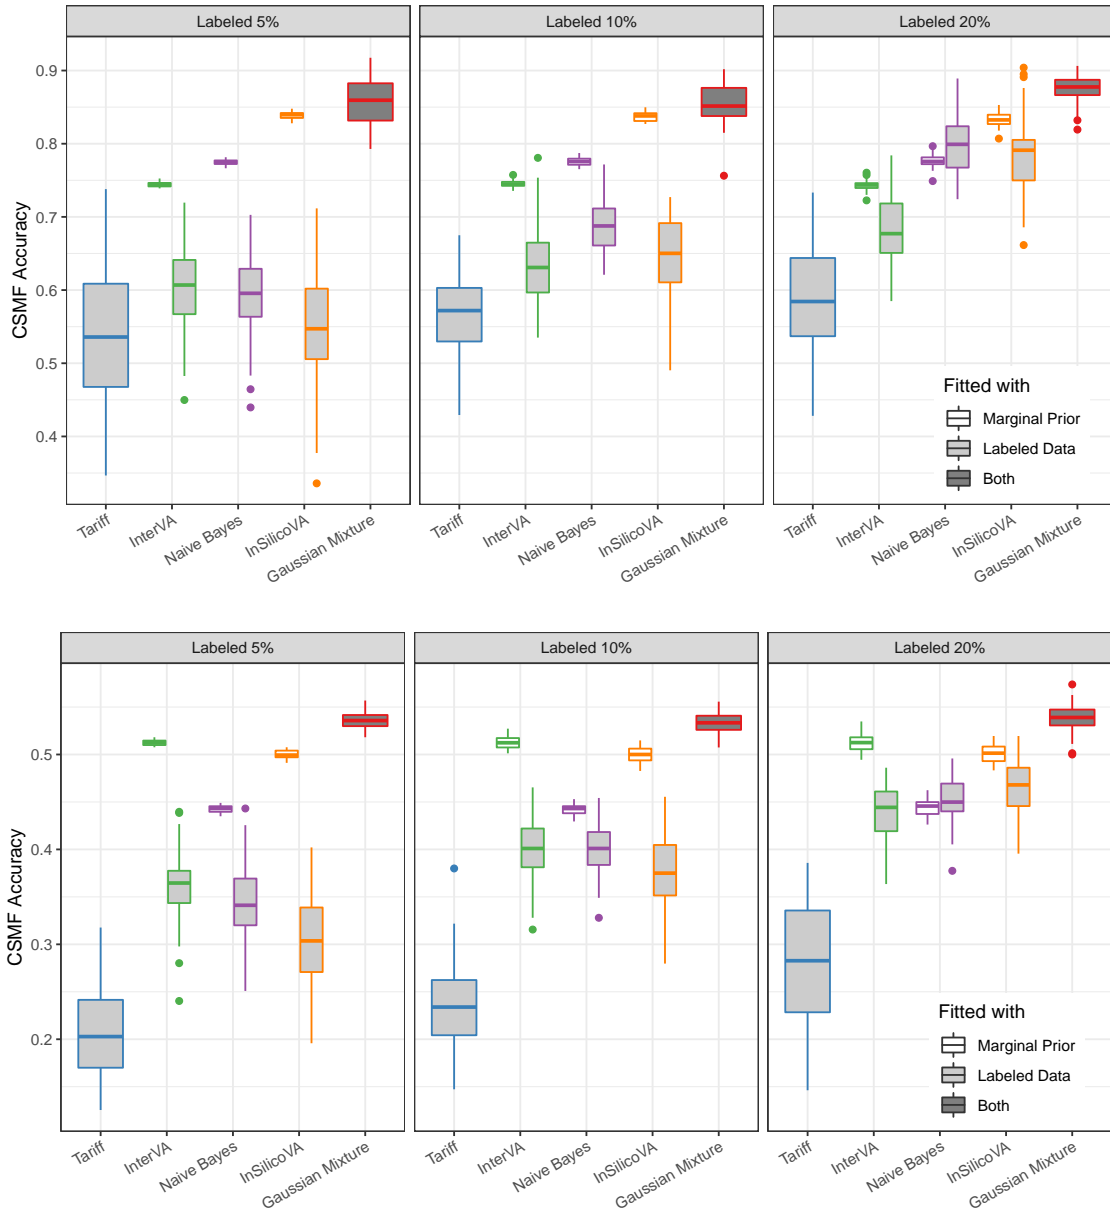 Labeled 5%
Labeled 10%
Labeled 20%
CSMF Accuracy
0.9
0.8
0.7
0.6
0.5
0.4
Fitted with
Marginal Prior
Labeled Data
Both
Tariff
InterVA
Naive Bayes
InSilicoVA
Gaussian Mixture
Tariff
InterVA
Naive Bayes
InSilicoVA
Gaussian Mixture
Tariff
InterVA
Naive Bayes
InSilicoVA
Gaussian Mixture
Labeled 5%
Labeled 10%
Labeled 20%
CSMF Accuracy
0.5
0.4
0.3
0.2
Fitted with
Marginal Prior
Labeled Data
Both
Tariff
InterVA
Naive Bayes
InSilicoVA
Gaussian Mixture
Tariff
InterVA
Naive Bayes
InSilicoVA
Gaussian Mixture
Tariff
InterVA
Naive Bayes
InSilicoVA
Gaussian Mixture